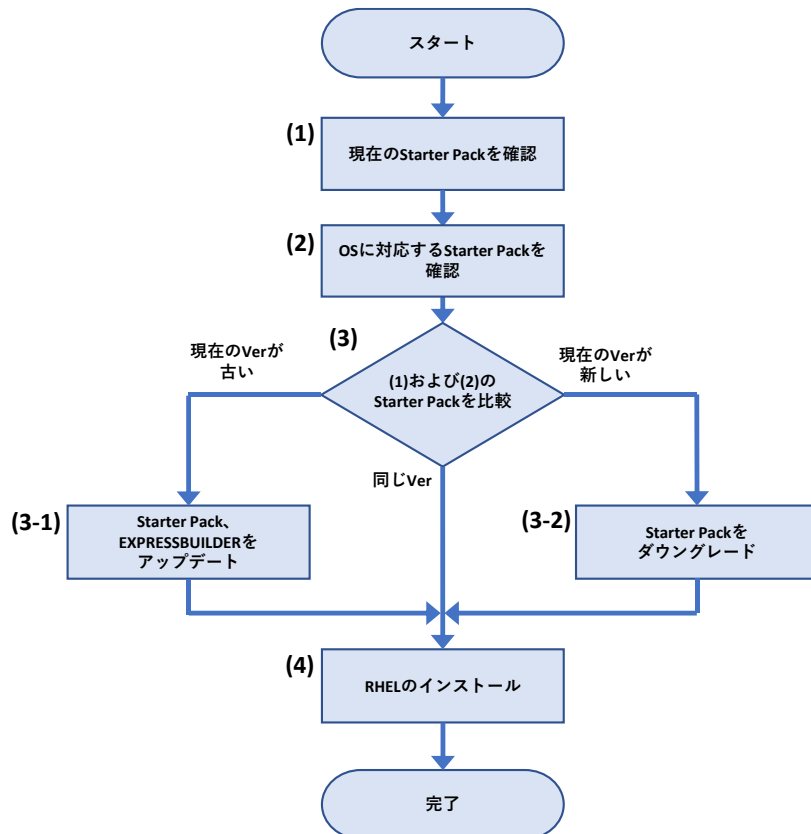 スタート
(1)
現在のStarter Packを確認
(2)
OSに対応するStarter Packを
確認
(3)
現在のVerが
古い
(1)および(2)の
Starter Packを比較
現在のVerが
新しい
同じVer
(3-1)
Starter Pack、
EXPRESSBUILDERを
アップデート
(3-2)
Starter Packを
ダウングレード
(4)
RHELのインストール
完了